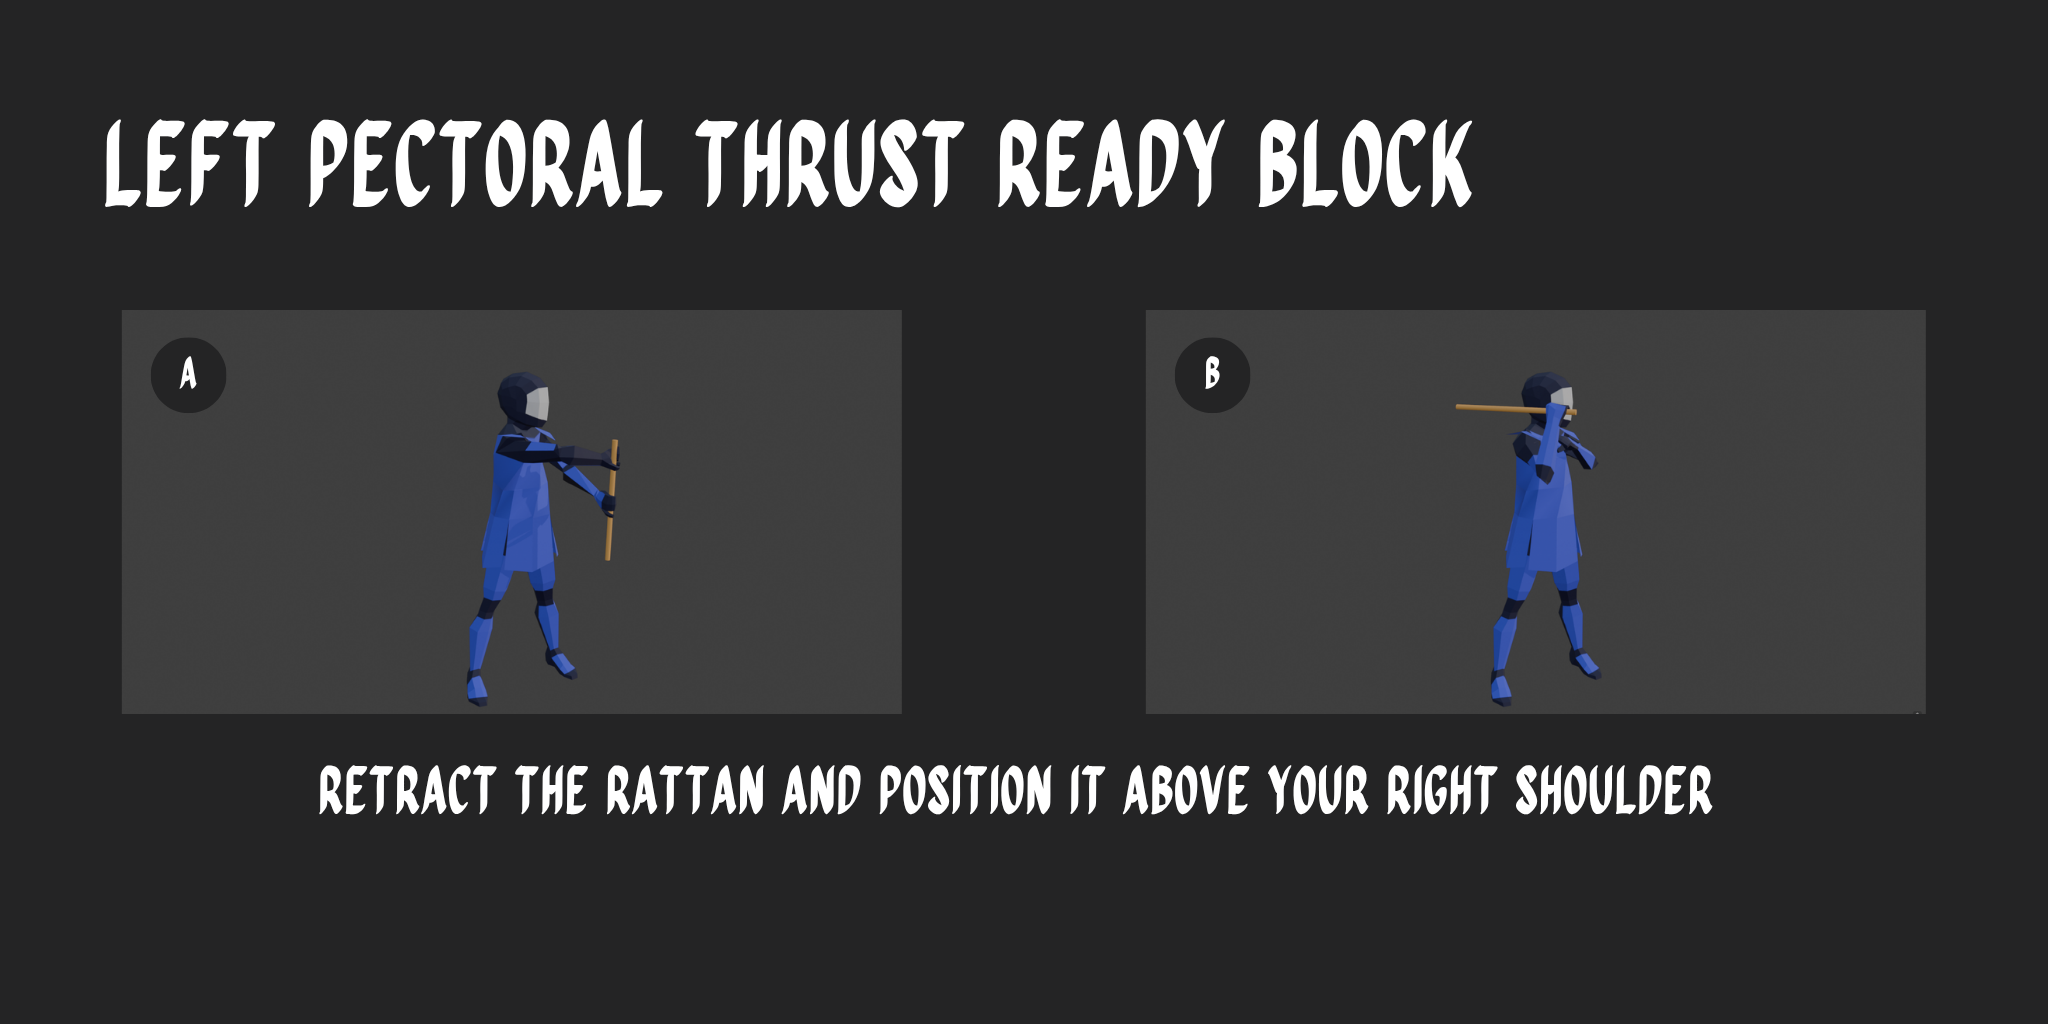 LEFT PECTORAL THRUST READY BLOCK
A
B
RETRACT THE RATTAN AND POSITION IT ABOVE YOUR RIGHT SHOULDER